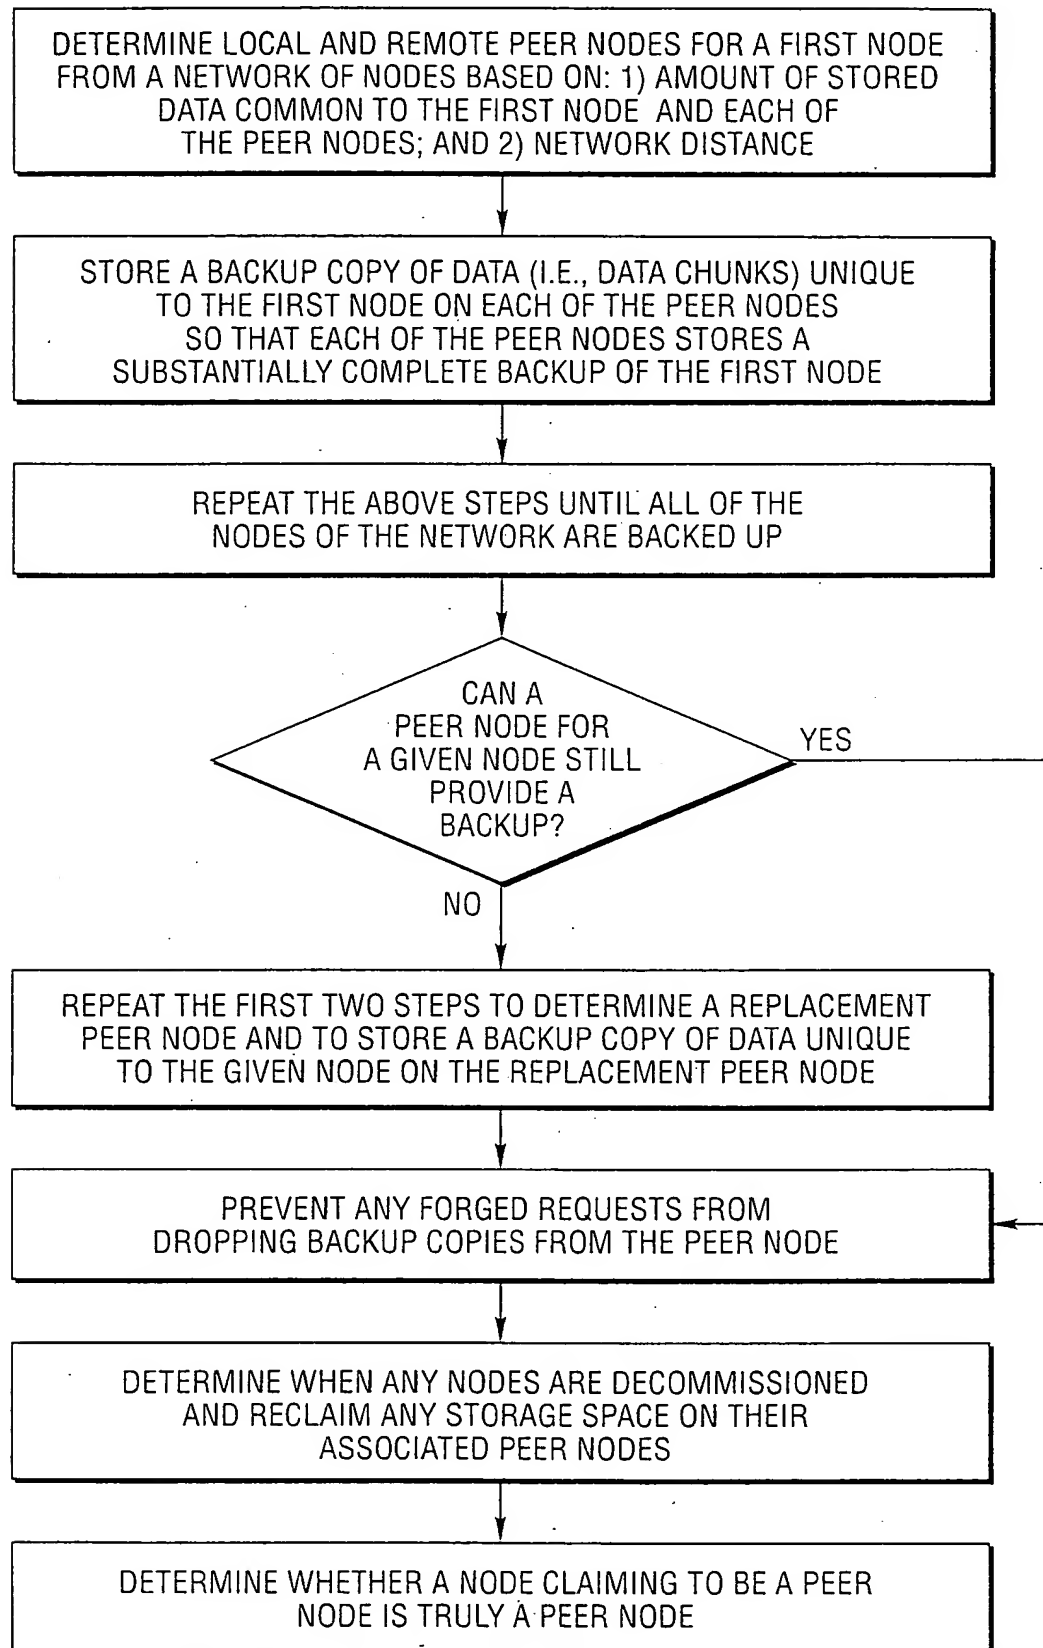 DETERMINE LOCAL AND REMOTE PEER NODES FOR A FIRST NODE
FROM A NETWORK OF NODES BASED ON: 1) AMOUNT OF STORED
DATA COMMON TO THE FIRST NODE AND EACH OF
THE PEER NODES; AND 2) NETWORK DISTANCE
STORE A BACKUP COPY OF DATA (I.E., DATA CHUNKS) UNIQUE
TO THE FIRST NODE ON EACH OF THE PEER NODES
SO THAT EACH OF THE PEER NODES STORES A
SUBSTANTIALLY COMPLETE BACKUP OF THE FIRST NODE
REPEAT THE ABOVE STEPS UNTIL ALL OF THE
NODES OF THE NETWORK ARE BACKED UP
CAN A
PEER NODE FOR
A GIVEN NODE STILL
PROVIDE A
BACKUP?
YES
NO
REPEAT THE FIRST TWO STEPS TO DETERMINE A REPLACEMENT
PEER NODE AND TO STORE A BACKUP COPY OF DATA UNIQUE
TO THE GIVEN NODE ON THE REPLACEMENT PEER NODE
PREVENT ANY FORGED REQUESTS FROM
DROPPING BACKUP COPIES FROM THE PEER NODE
DETERMINE WHEN ANY NODES ARE DECOMMISSIONED
AND RECLAIM ANY STORAGE SPACE ON THEIR
ASSOCIATED PEER NODES
DETERMINE WHETHER A NODE CLAIMING TO BE A PEER
NODE IS TRULY A PEER NODE